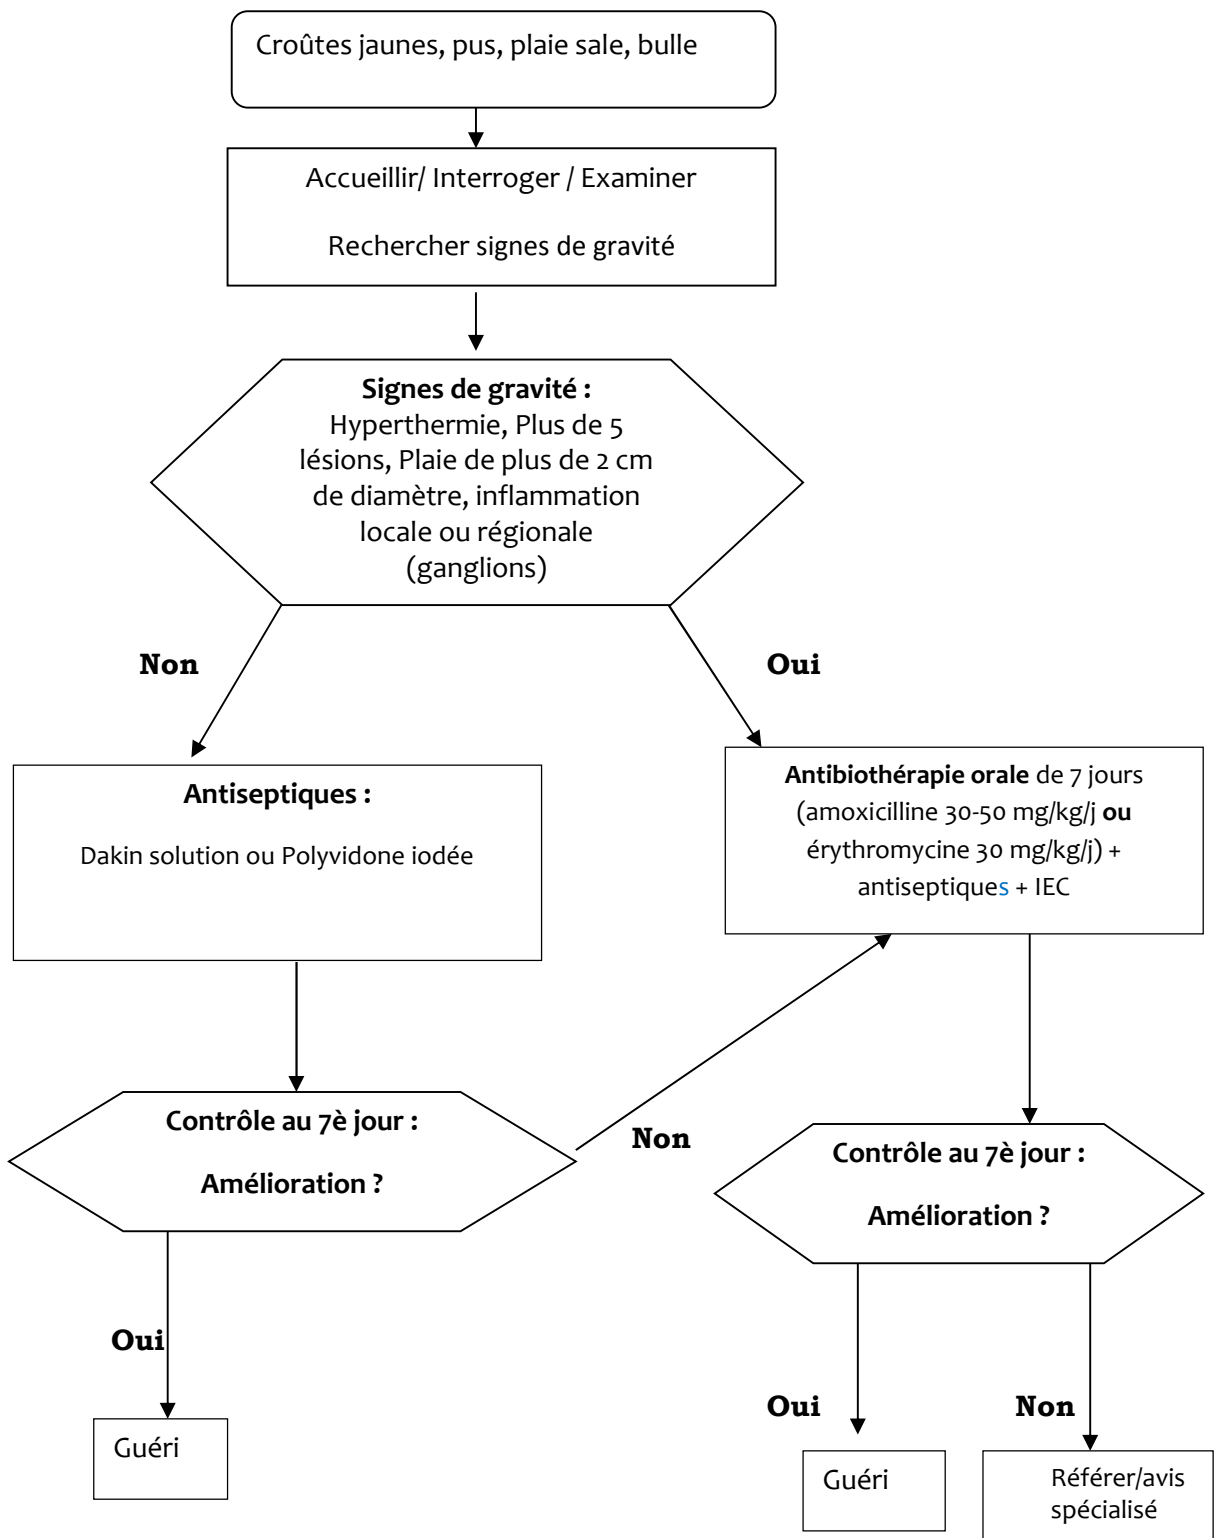 Croûtes jaunes, pus, plaie sale, bulle
Accueillir/ Interroger / Examiner
Rechercher signes de gravité
Signes de gravité :
Hyperthermie, Plus de 5
lésions, Plaie de plus de 2 cm
de diamètre, inflammation
locale ou régionale
(ganglions)
Non
Oui
Antiseptiques :
Dakin solution ou Polyvidone iodée
Antibiothérapie orale de 7 jours
(amoxicilline 30-50 mg/kg/j ou
érythromycine 30 mg/kg/j) +
antiseptiques + IEC
Contrôle au 7è jour :
Amélioration ?
Non
Contrôle au 7è jour :
Amélioration ?
Oui
Guéri
Oui
Non
Guéri
Référer/avis
spécialisé